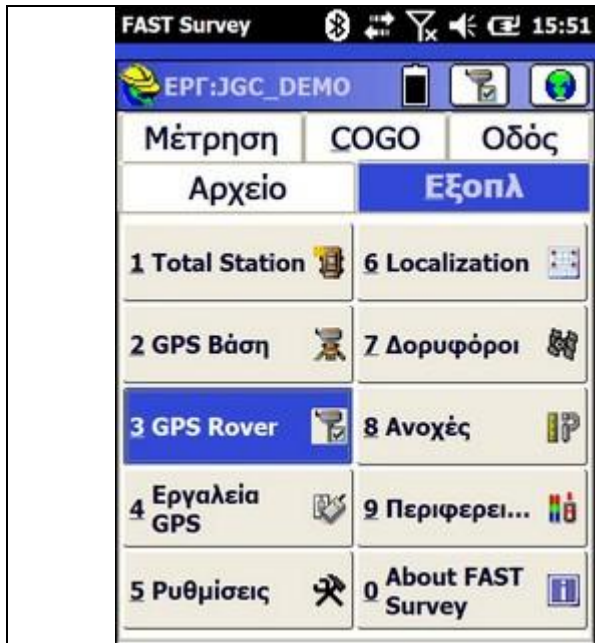 FAST Survey 15:51
ΕΡΓ:JGC_DEMO
Μέτρηση COGO Οδός
Αρχείο Εξοπλ
1 Total Station 6 Localization
2 GPS Βάση 7 Δορυφόροι
3 GPS Rover 8 Ανοχές
4 Εργαλεία GPS 9 Περιφερει...
5 Ρυθμίσεις 0 About FAST Survey